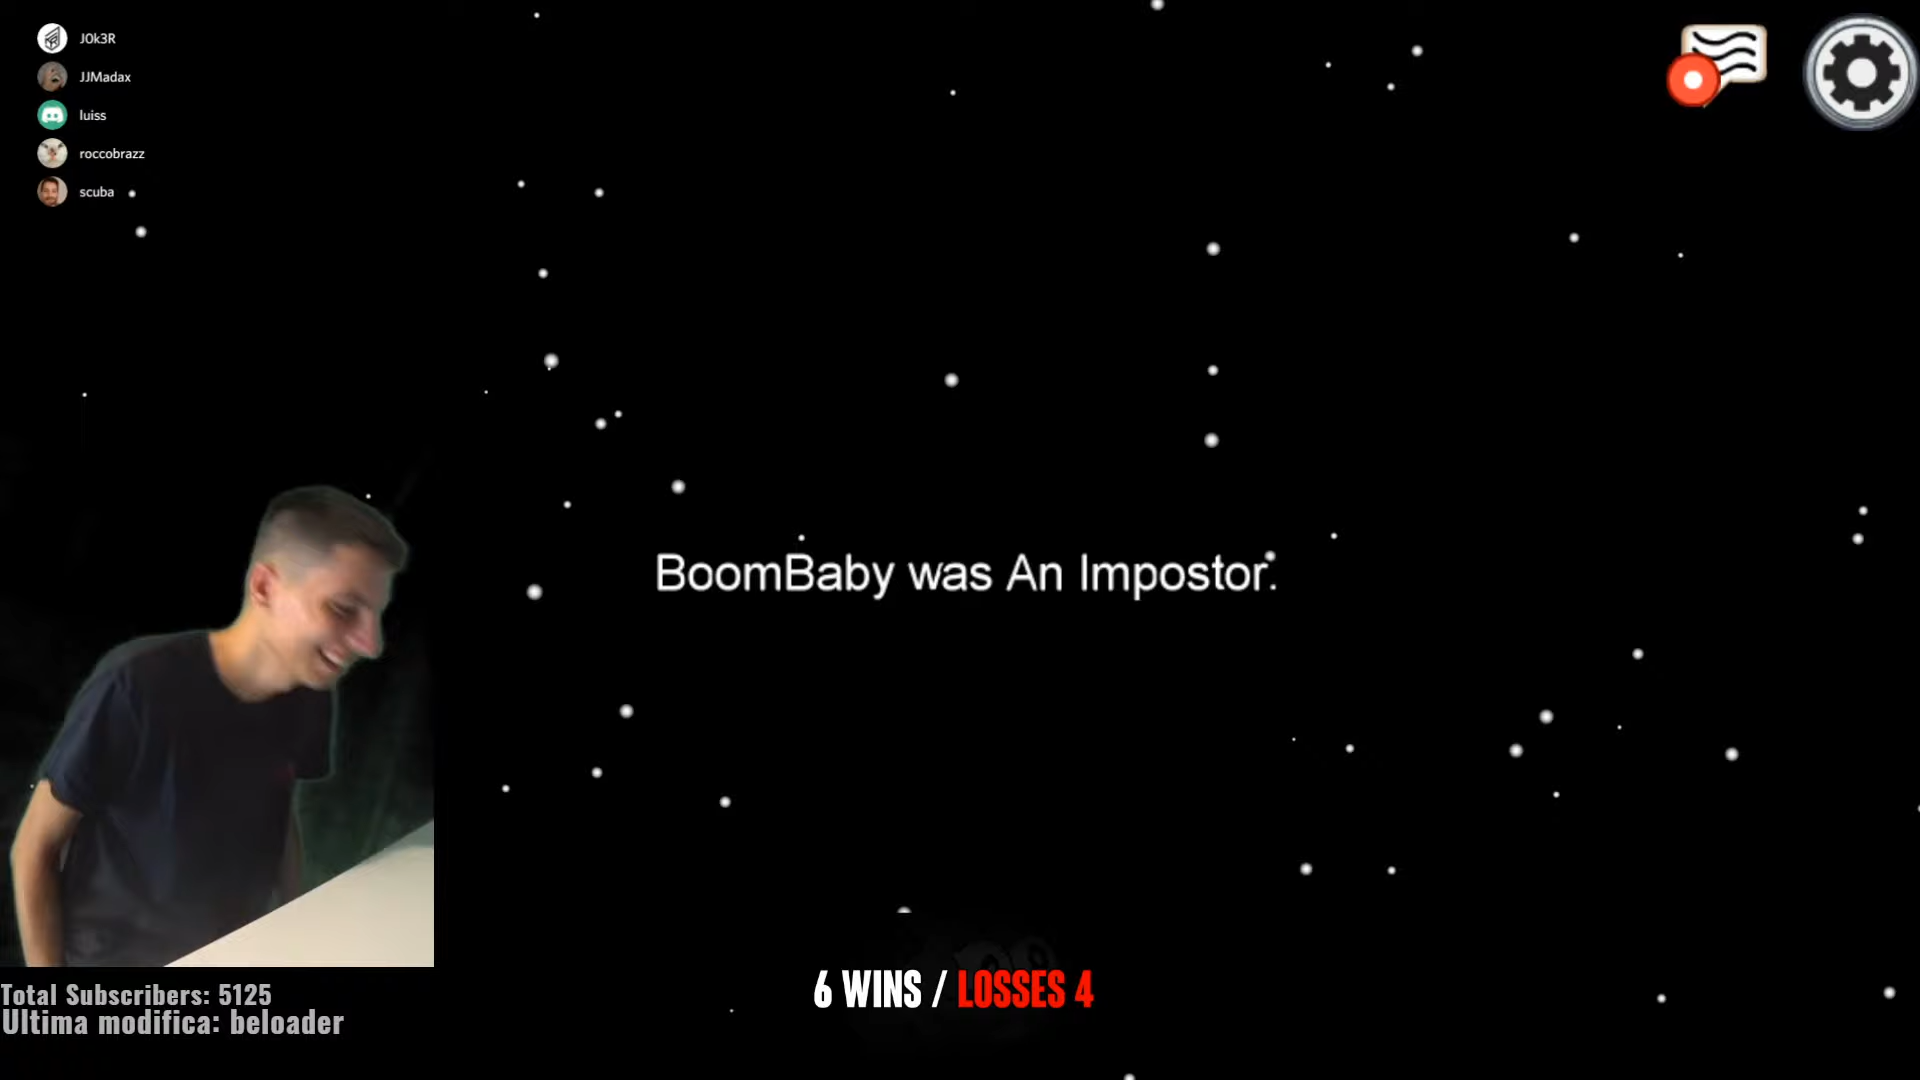 J0k3R
JJMadax
luiss
roccobrazz
scuba
BoomBaby was An Impostor.
6 WINS / LOSSES 4
Total Subscribers: 5125
Ultima modifica: beloader